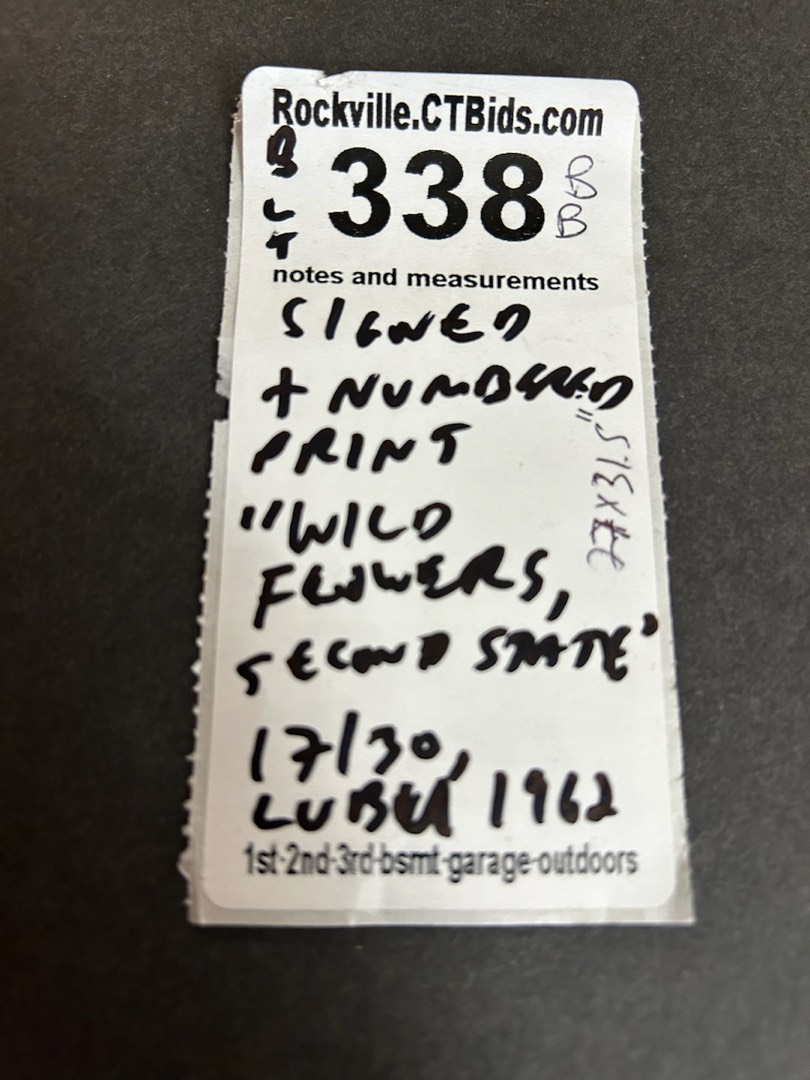 Rockville.CTBids.com
B
L
T
338
B
B
notes and measurements
SIGNED
+ NUMBERED
PRINT
"WILD
FLOWERS,
SECOND STATE"
17/30,
1962
1st-2nd-3rd-bsmt-garage-outdoors